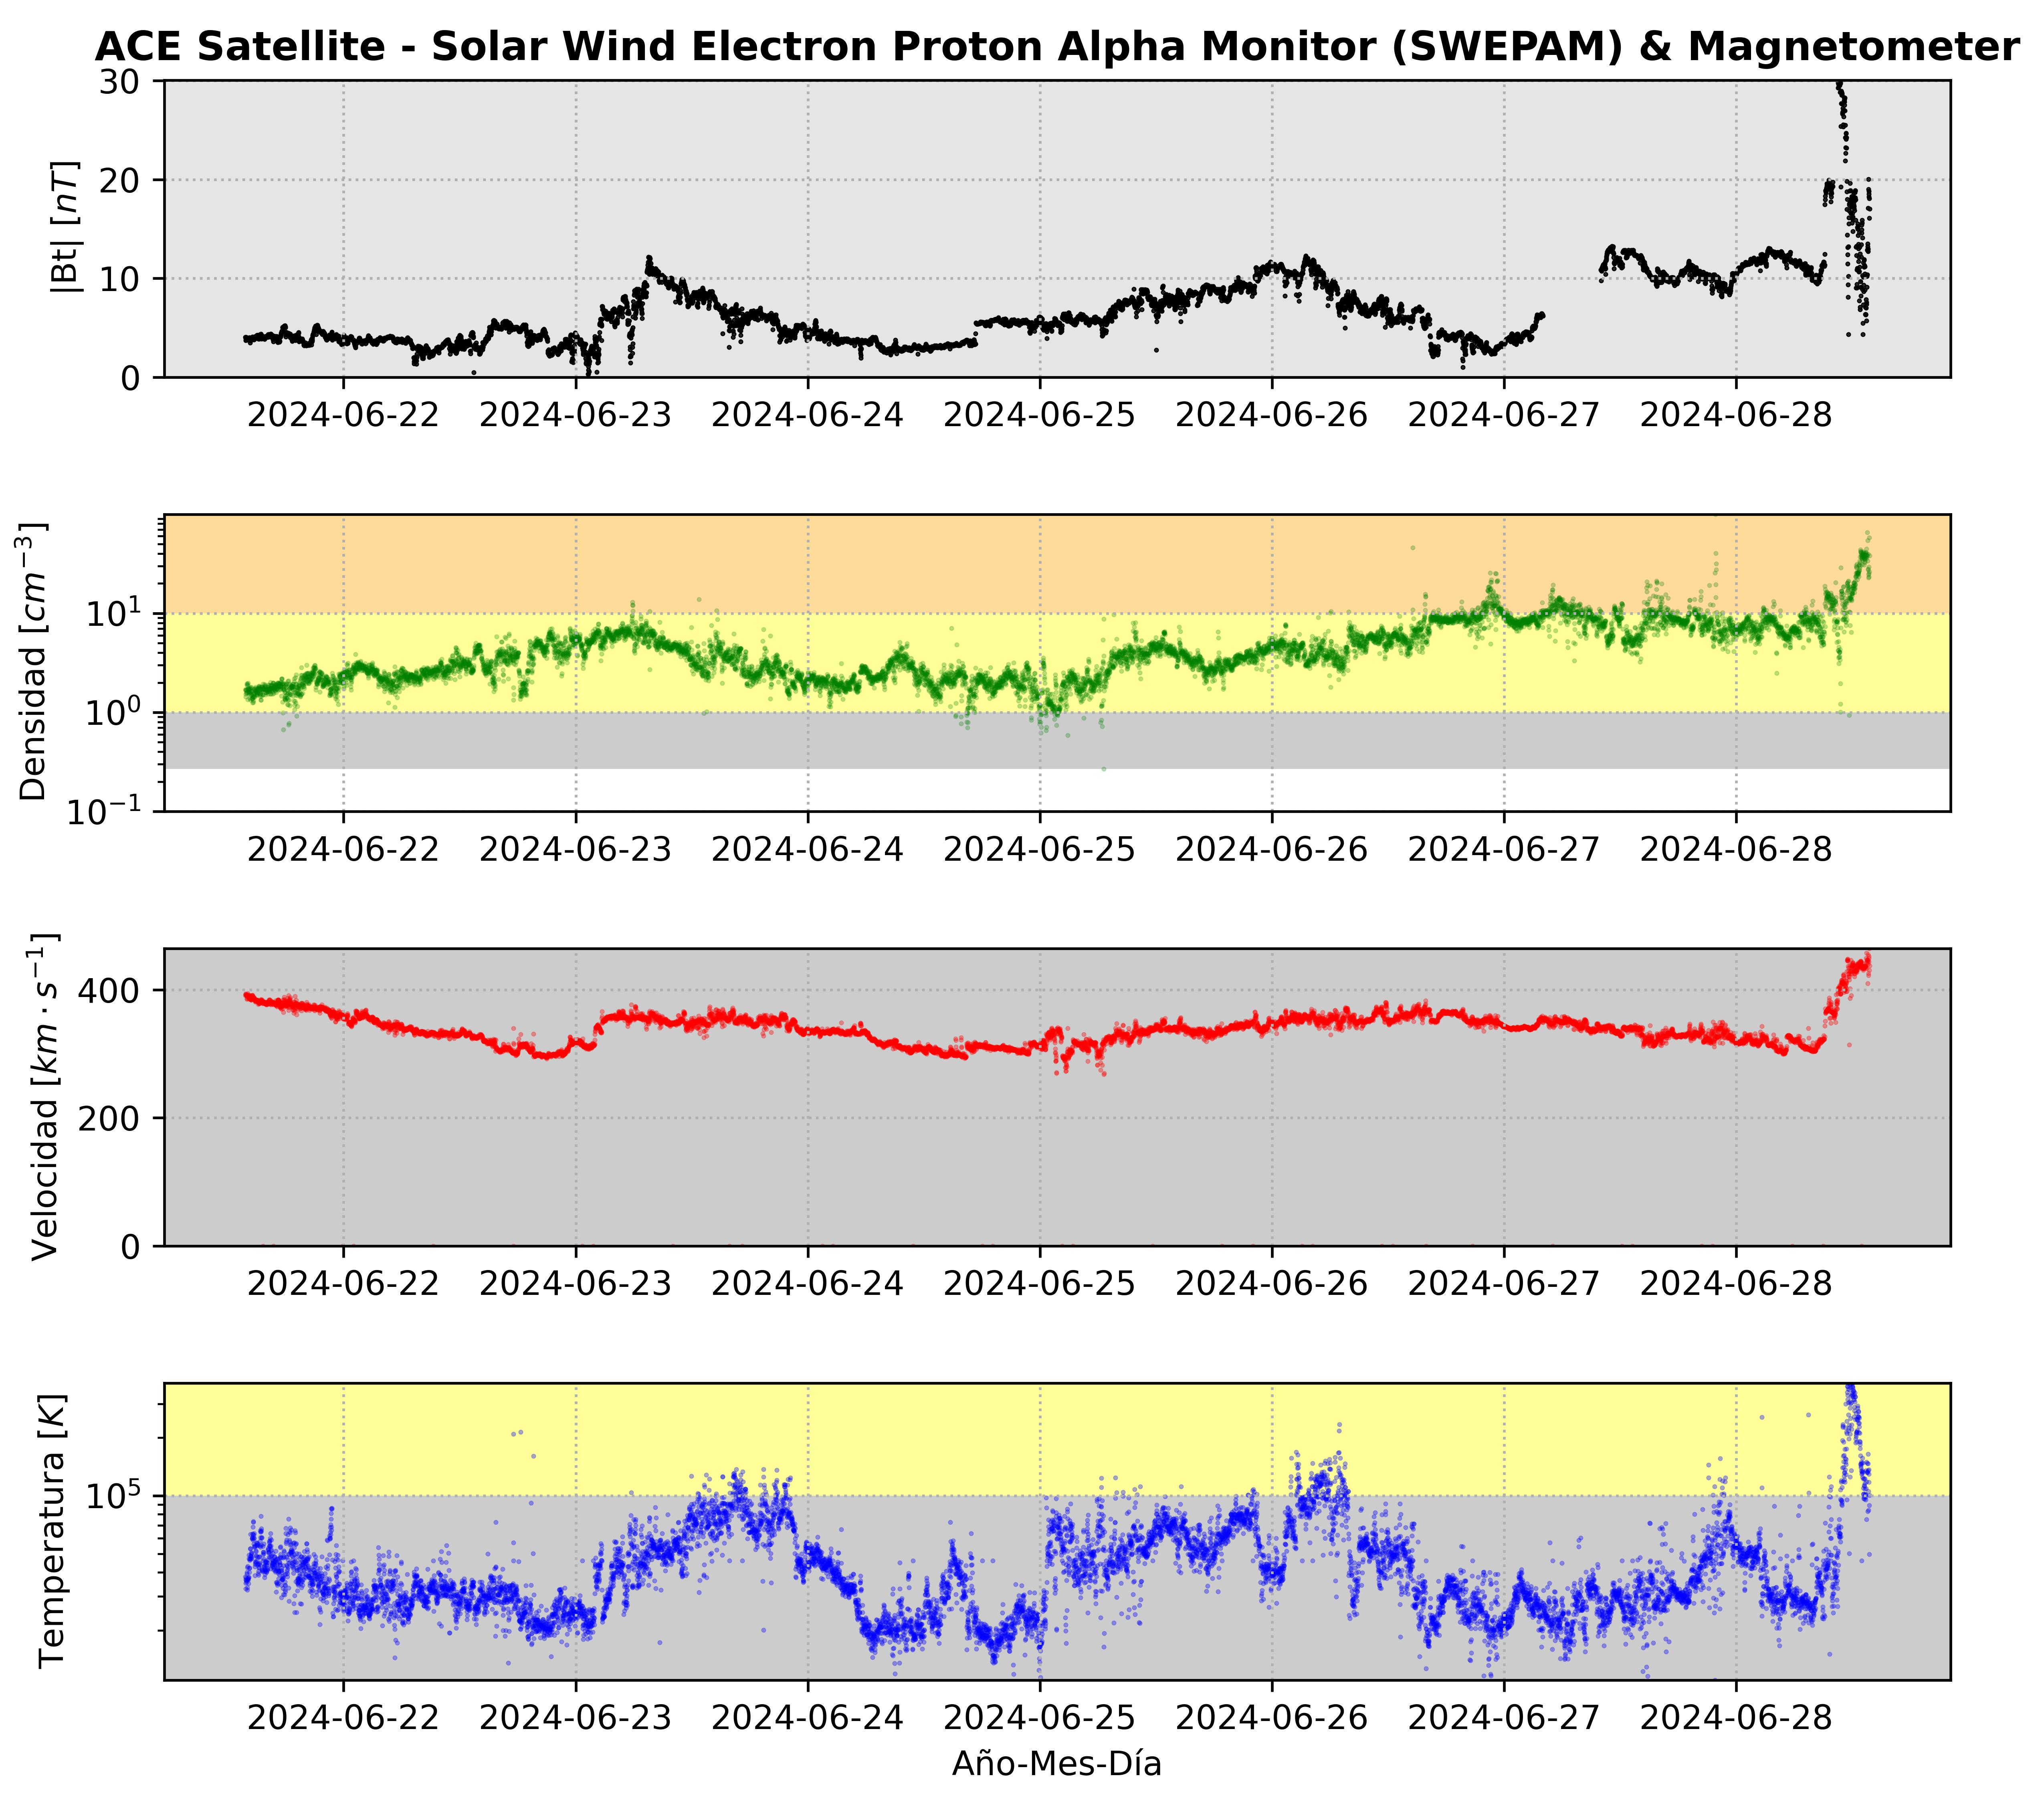 ACE Satellite - Solar Wind Electron Proton Alpha Monitor (SWEPAM) & Magnetometer
|Bt| [nT]
30
20
10
0
2024-06-22 2024-06-23 2024-06-24 2024-06-25 2024-06-26 2024-06-27 2024-06-28
Densidad [cm⁻³]
10¹
10⁰
10⁻¹
2024-06-22 2024-06-23 2024-06-24 2024-06-25 2024-06-26 2024-06-27 2024-06-28
Velocidad [km · s⁻¹]
400
200
0
2024-06-22 2024-06-23 2024-06-24 2024-06-25 2024-06-26 2024-06-27 2024-06-28
Temperatura [K]
10⁵
2024-06-22 2024-06-23 2024-06-24 2024-06-25 2024-06-26 2024-06-27 2024-06-28
Año-Mes-Día